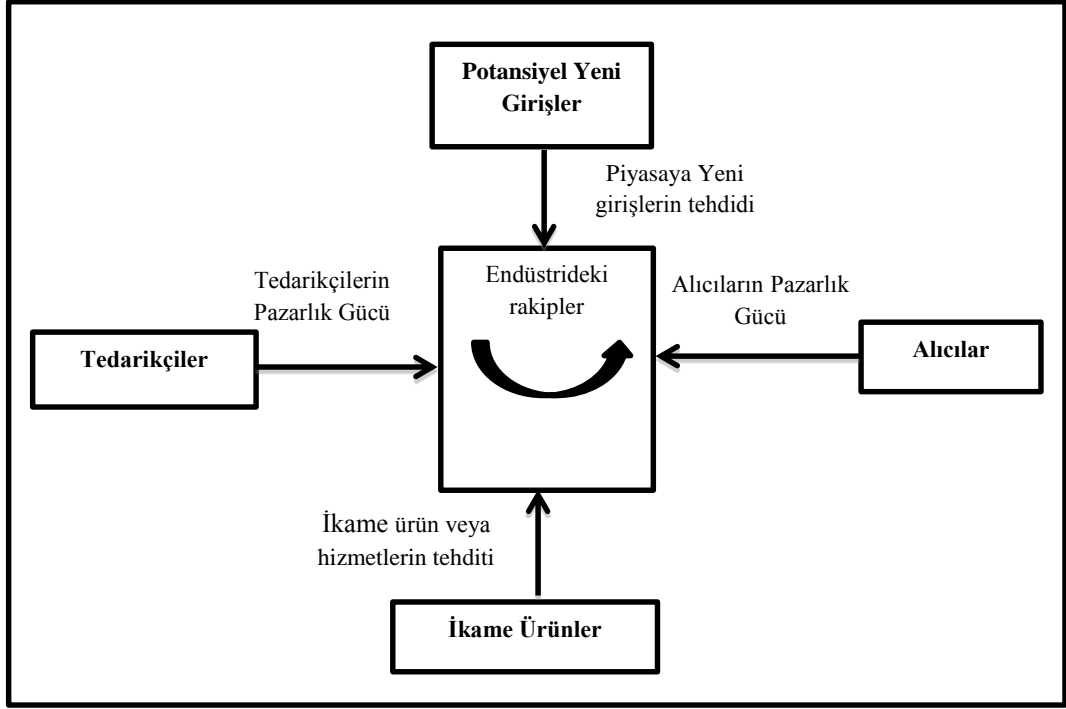 Potansiyel Yeni
Girişler
Piyasaya Yeni
girişlerin tehdidi
Tedarikçilerin
Pazarlık Gücü
Endüstrideki
rakipler
Alıcıların Pazarlık
Gücü
Tedarikçiler
Alıcılar
İkame ürün veya
hizmetlerin tehditi
İkame Ürünler